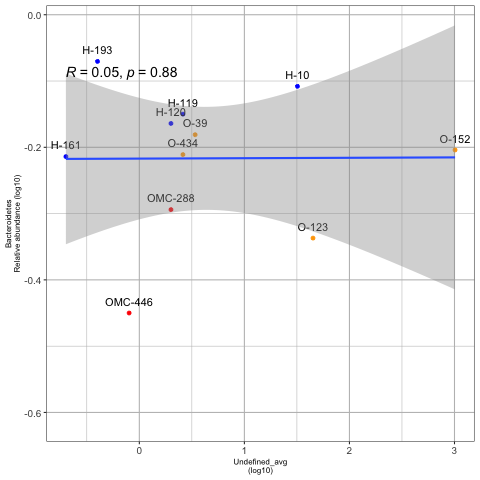 0.0
H-193
R = 0.05, p = 0.88
H-10
H-119
H-120
O-39
-0.2
H-161
O-434
O-152
OMC-288
O-123
-0.4
OMC-446
-0.6
Bacterodetes
Relative abundance (log10)
0 1 2 3
Undefined_avg
(log10)